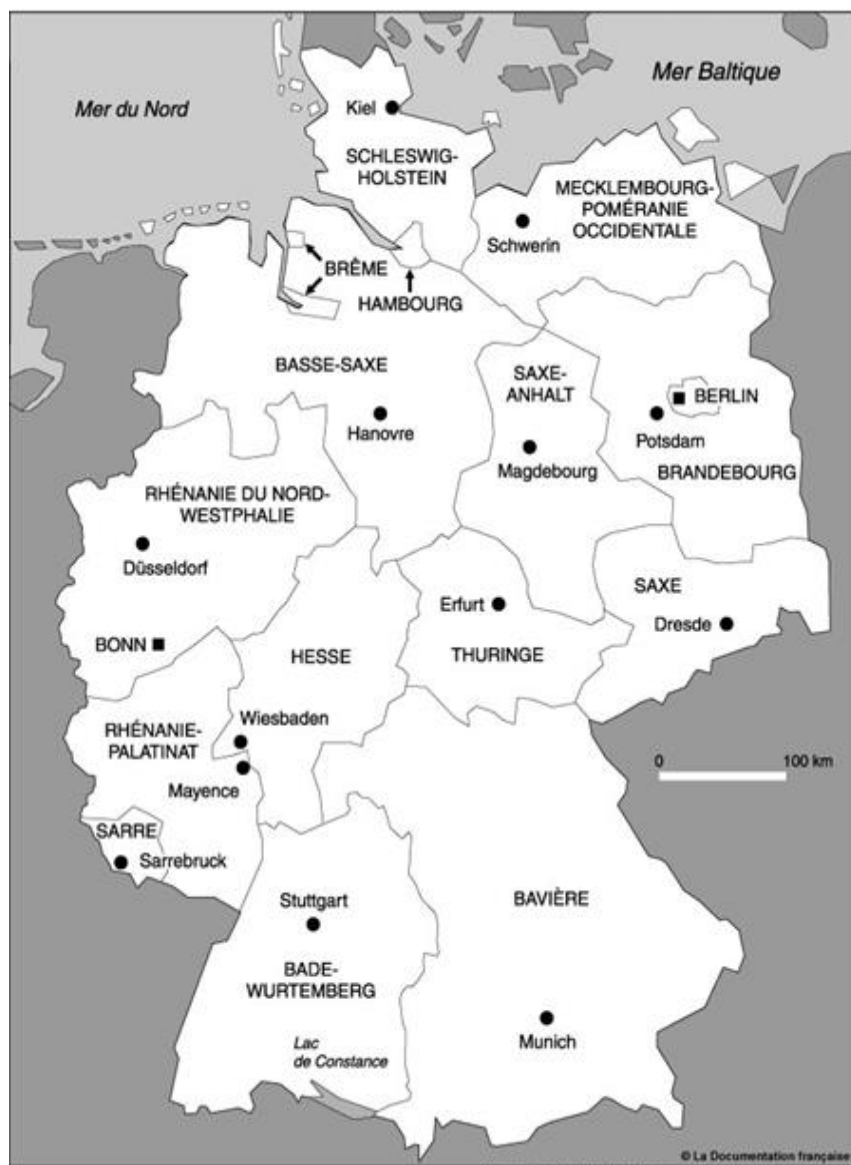 Mer du Nord
Mer Baltique
Kiel
SCHLESWIG-
HOLSTEIN
MECKLEMBOURG-
POMÉRANIE
OCCIDENTALE
Schwerin
BRÊME
HAMBOURG
BASSE-SAXE
Hanovre
SAXE-
ANHALT
Magdebourg
BERLIN
Potsdam
BRANDEBOURG
RHÉNANIE DU NORD-
WESTPHALIE
Düsseldorf
BONN
HESSE
Erfurt
THURINGE
SAXE
Dresde
RHÉNANIE-
PALATINAT
Wiesbaden
Mayence
0 100 km
SARRE
Sarrebruck
Stuttgart
BADE-
WURTEMBERG
BAVIÈRE
Munich
Lac
de Constance
© La Documentation française